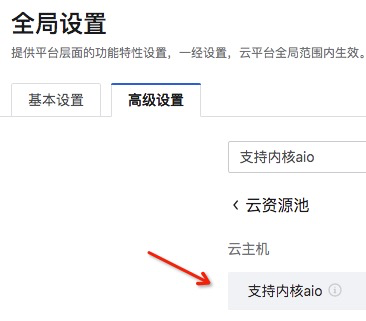 全局设置
提供平台层面的功能特性设置，一经设置，云平台全局范围内生效。
基本设置
高级设置
支持内核aio
云资源池
云主机
支持内核aio